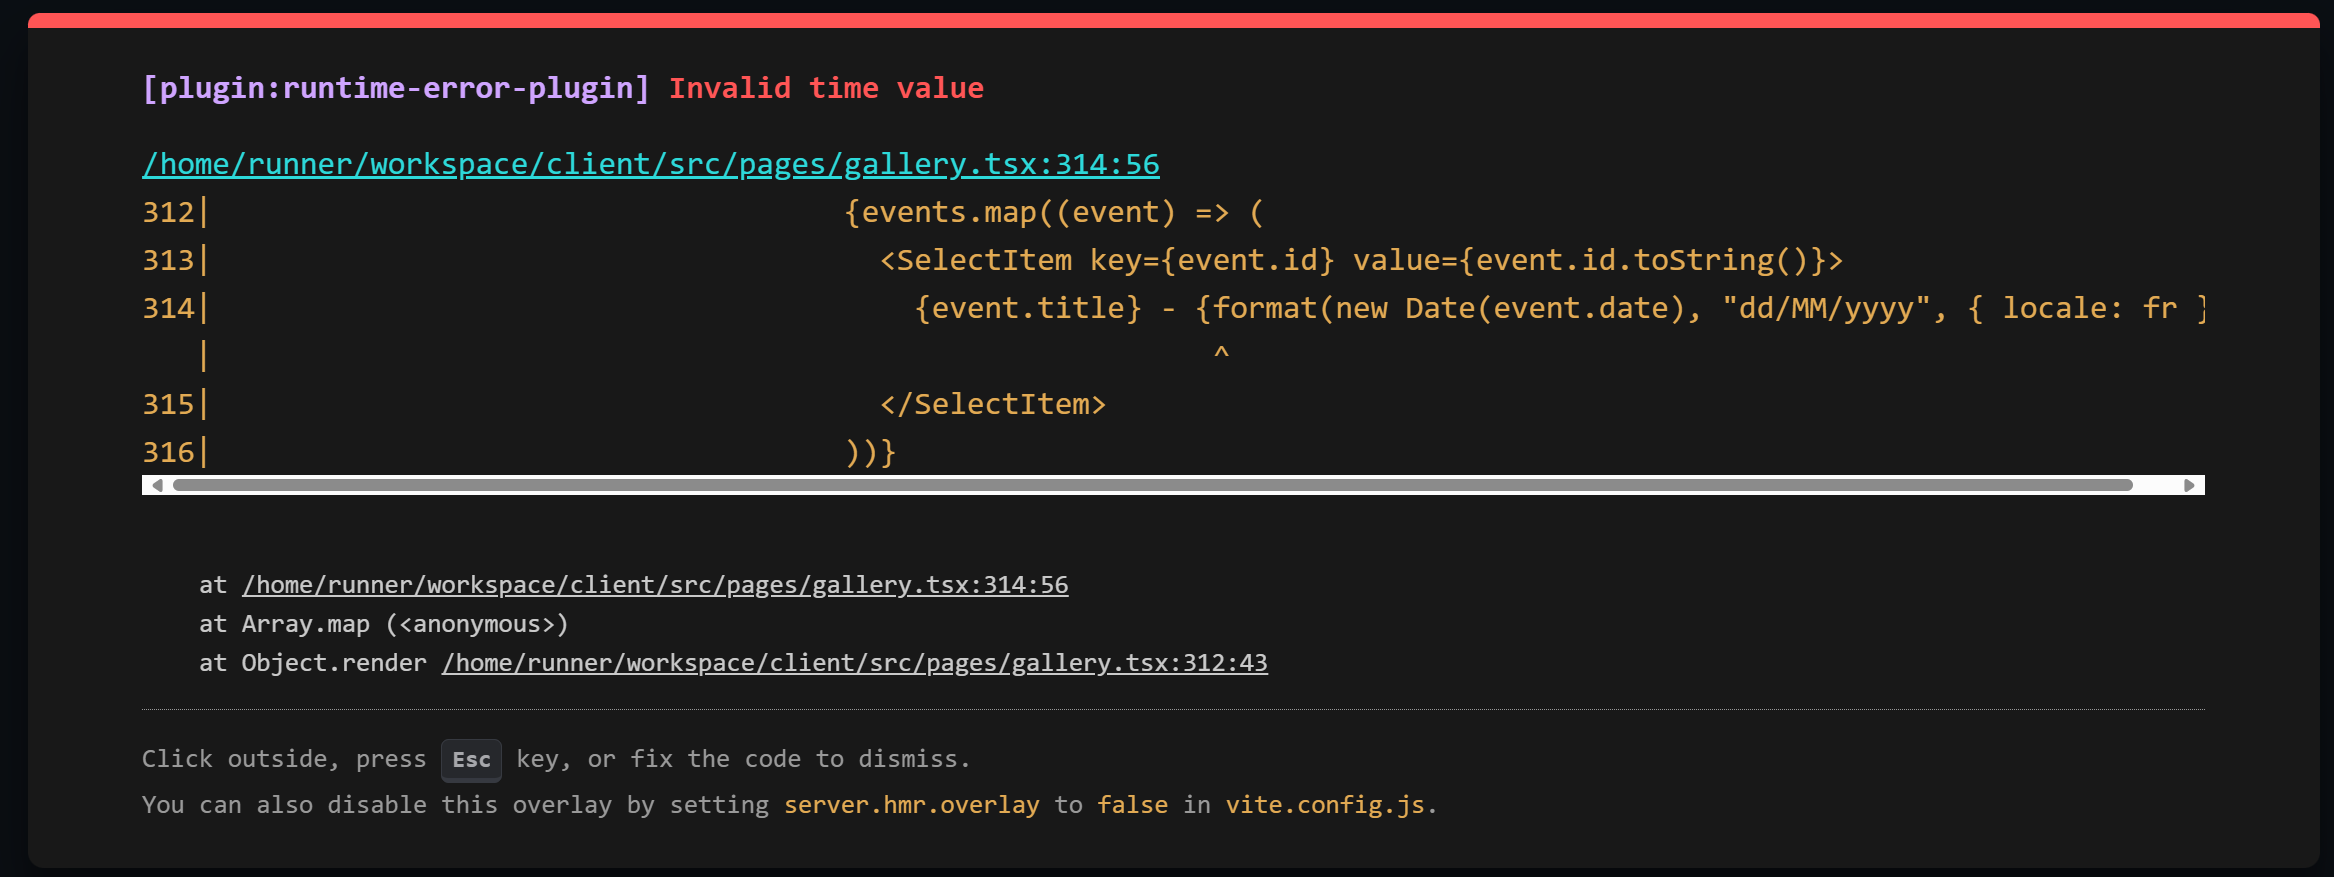 [plugin:runtime-error-plugin] Invalid time value
/home/runner/workspace/client/src/pages/gallery.tsx:314:56
312|                                     {events.map((event) => (
313|                                       <SelectItem key={event.id} value={event.id.toString()}>
314|                                         {event.title} - {format(new Date(event.date), "dd/MM/yyyy", { locale: fr }
   |                                                          ^
315|                                       </SelectItem>
316|                                     ))}
at /home/runner/workspace/client/src/pages/gallery.tsx:314:56
at Array.map (<anonymous>)
at Object.render /home/runner/workspace/client/src/pages/gallery.tsx:312:43
Click outside, press Esc key, or fix the code to dismiss.
You can also disable this overlay by setting server.hmr.overlay to false in vite.config.js.